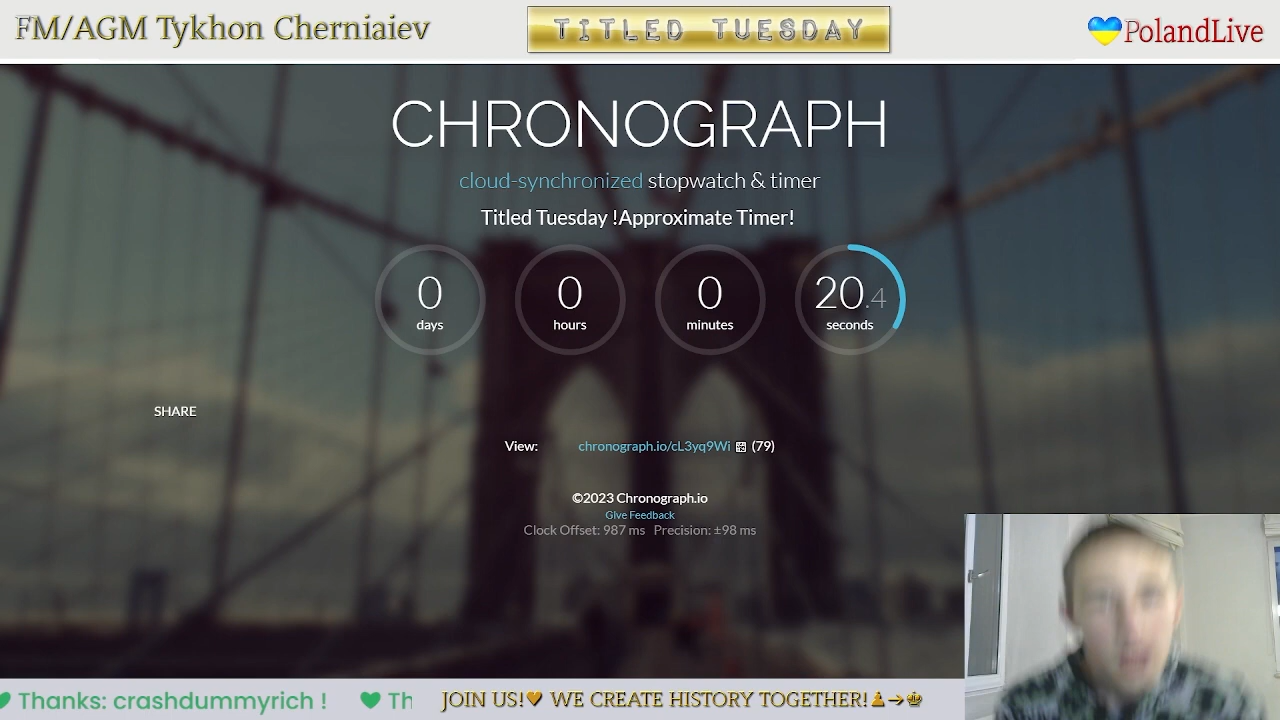 FM/AGM Tykhon Cherniaiev
TITLED TUESDAY
PolandLive
CHRONOGRAPH
cloud-synchronized stopwatch & timer
Titled Tuesday !Approximate Timer!
0 0 0 20.4
days hours minutes seconds
SHARE
View: chronograph.io/cL3yq9Wi (79)
©2023 Chronograph.io
Give Feedback
Clock Offset: 987 ms Precision: ±98 ms
Thanks: crashdummyrich ! Th
JOIN US!🧡 WE CREATE HISTORY TOGETHER!♟→♚